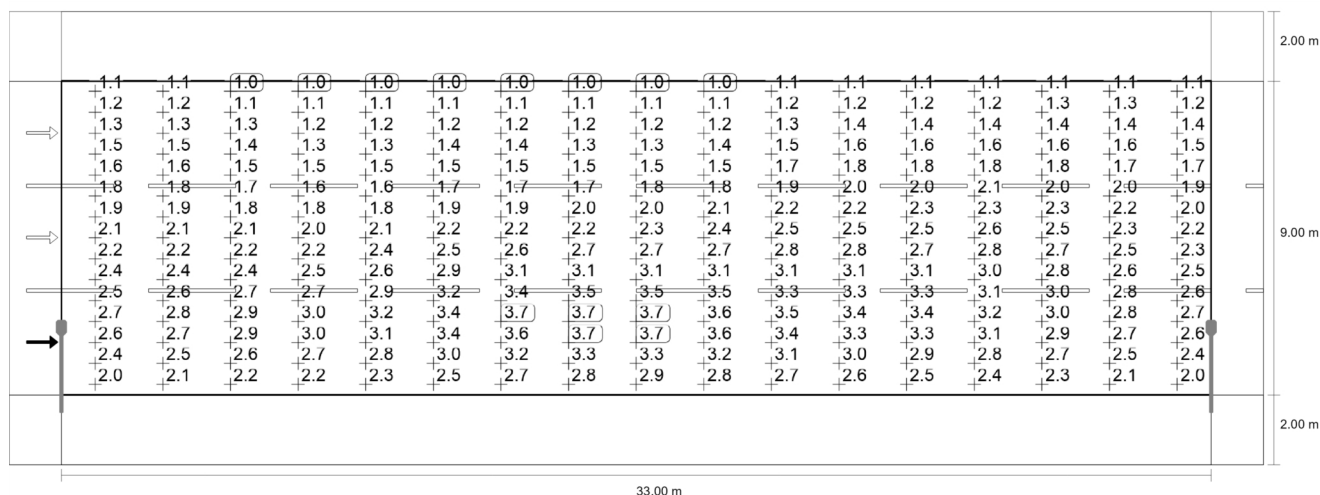 2.00 m
1.1 1.1 1.0 1.0 1.0 1.0 1.0 1.0 1.0 1.0 1.1 1.1 1.1 1.1 1.1 1.1 1.1
1.2 1.2 1.1 1.1 1.1 1.1 1.1 1.1 1.1 1.1 1.2 1.2 1.2 1.2 1.3 1.3 1.2
1.3 1.3 1.3 1.2 1.2 1.2 1.2 1.2 1.2 1.2 1.3 1.4 1.4 1.4 1.4 1.4 1.4
1.5 1.5 1.4 1.3 1.3 1.4 1.4 1.3 1.3 1.4 1.5 1.6 1.6 1.6 1.6 1.6 1.5
1.6 1.6 1.5 1.5 1.5 1.5 1.5 1.5 1.5 1.5 1.7 1.8 1.8 1.8 1.8 1.7 1.7
1.8 1.8 1.7 1.6 1.6 1.7 1.7 1.7 1.8 1.8 1.9 2.0 2.0 2.1 2.0 2.0 1.9
1.9 1.9 1.8 1.8 1.8 1.9 1.9 2.0 2.0 2.1 2.2 2.2 2.3 2.3 2.3 2.2 2.0
2.1 2.1 2.1 2.0 2.1 2.2 2.2 2.2 2.3 2.4 2.5 2.5 2.5 2.6 2.5 2.3 2.2
9.00 m
2.2 2.2 2.2 2.2 2.4 2.5 2.6 2.7 2.7 2.7 2.8 2.8 2.7 2.8 2.7 2.5 2.3
2.4 2.4 2.4 2.5 2.6 2.9 3.1 3.1 3.1 3.1 3.1 3.1 3.1 3.0 2.8 2.6 2.5
2.5 2.6 2.7 2.7 2.9 3.2 3.4 3.5 3.5 3.5 3.3 3.3 3.3 3.1 3.0 2.8 2.6
2.7 2.8 2.9 3.0 3.2 3.4 3.7 3.7 3.7 3.6 3.5 3.4 3.4 3.2 3.0 2.8 2.7
2.6 2.7 2.9 3.0 3.1 3.4 3.6 3.7 3.7 3.6 3.4 3.3 3.3 3.1 2.9 2.7 2.6
2.4 2.5 2.6 2.7 2.8 3.0 3.2 3.3 3.3 3.2 3.1 3.0 2.9 2.8 2.7 2.5 2.4
2.0 2.1 2.2 2.2 2.3 2.5 2.7 2.8 2.9 2.8 2.7 2.6 2.5 2.4 2.3 2.1 2.0
2.00 m
33.00 m